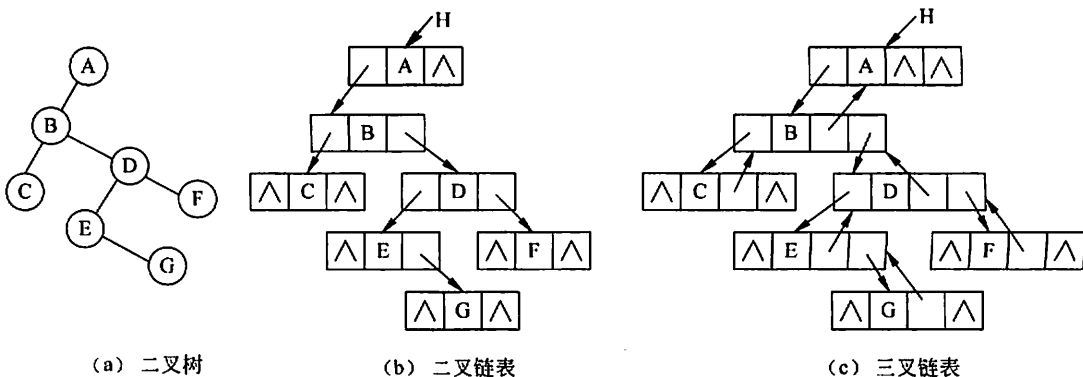 H H
A A ∧ A ∧ ∧
B B B
C D F ∧ C ∧ D ∧ C ∧ D
E ∧ E ∧ F ∧ ∧ E ∧ F ∧
G ∧ G ∧ ∧ G ∧
(a) 二叉树 (b) 二叉链表 (c) 三叉链表